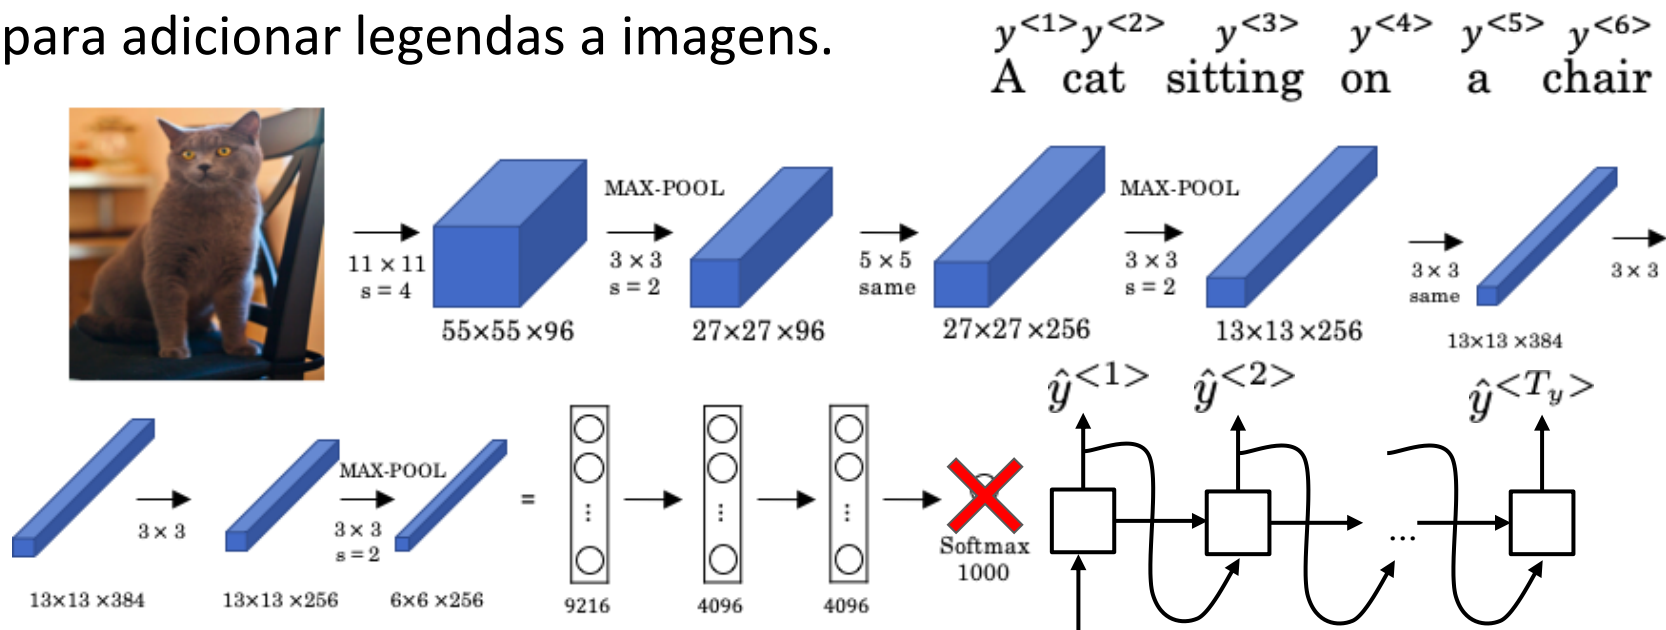 para adicionar legendas a imagens.
y<1> y<2> y<3> y<4> y<5> y<6>
A cat sitting on a chair
MAX-POOL
MAX-POOL
11 × 11
s = 4
3 × 3
s = 2
5 × 5
same
3 × 3
s = 2
3 × 3
same
3 × 3
55×55 ×96
27×27 ×96
27×27 ×256
13×13 ×256
13×13 ×384
ŷ<1>
ŷ<2>
ŷ<Ty>
MAX-POOL
3 × 3
3 × 3
s = 2
=
...
...
...
...
Softmax
1000
13×13 ×384
13×13 ×256
6×6 ×256
9216
4096
4096